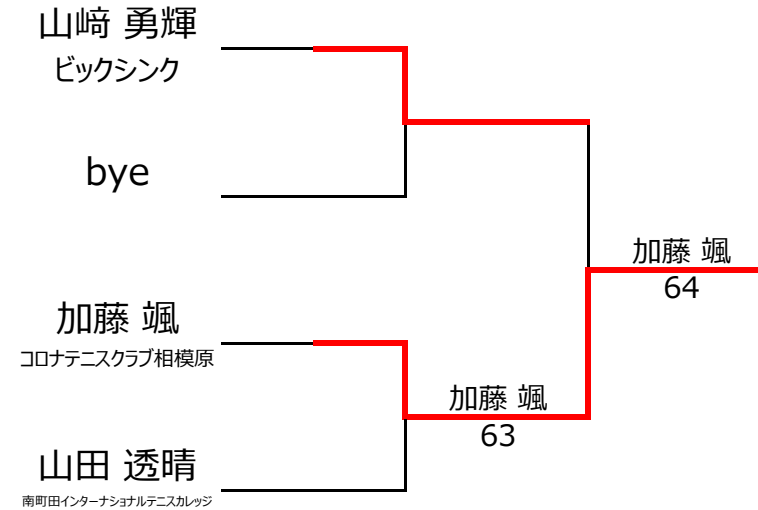 山﨑 勇輝
ビックシンク
bye
加藤 颯
64
加藤 颯
コロナテニスクラブ相模原
加藤 颯
63
山田 透晴
南町田インターナショナルテニスカレッジ